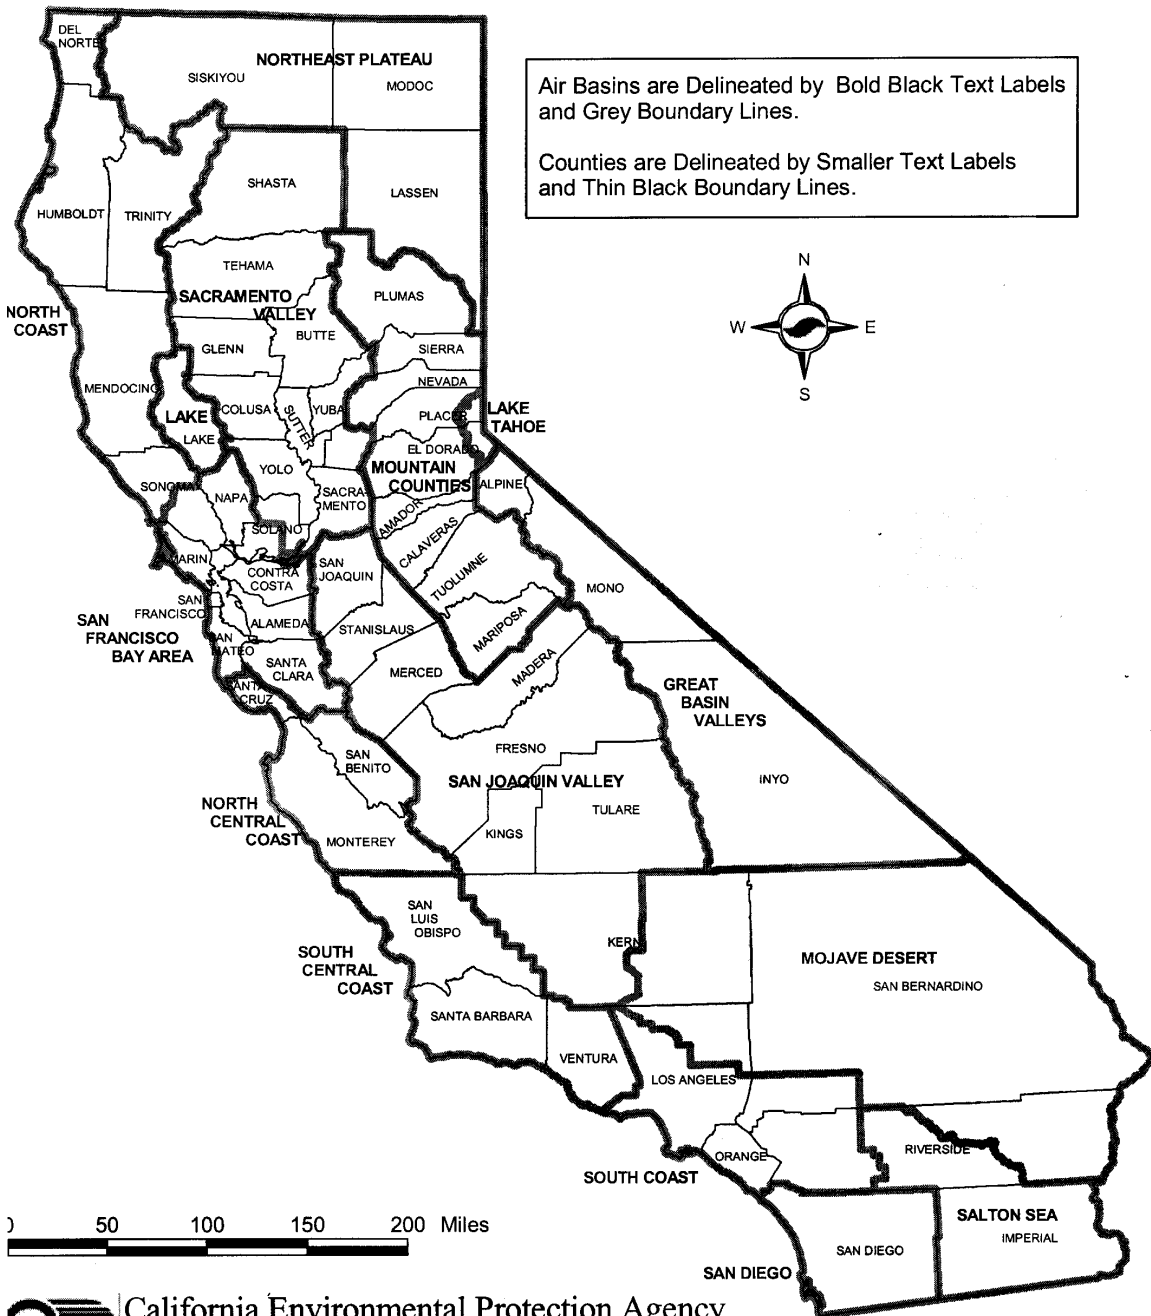 DEL
NORTE
NORTHEAST PLATEAU
SISKIYOU
MODOC
Air Basins are Delineated by Bold Black Text Labels
and Grey Boundary Lines.
Counties are Delineated by Smaller Text Labels
and Thin Black Boundary Lines.
SHASTA
LASSEN
HUMBOLDT
TRINITY
N
W
E
S
TEHAMA
SACRAMENTO
VALLEY
PLUMAS
NORTH
COAST
BUTTE
GLENN
SIERRA
MENDOCINO
NEVADA
LAKE
LAKE
COLUSA
SUTTER
YUBA
PLACER
LAKE
TAHOE
EL DORADO
YOLO
MOUNTAIN
COUNTIES
ALPINE
SONOMA
NAPA
SACRA-
MENTO
AMADOR
SOLANO
CALAVERAS
MARIN
CONTRA
COSTA
SAN
JOAQUIN
TUOLUMNE
MONO
SAN
FRANCISCO
SAN
FRANCISCO
BAY AREA
ALAMEDA
STANISLAUS
MARIPOSA
SAN
MATEO
SANTA
CLARA
MERCED
MADERA
SANTA
CRUZ
GREAT
BASIN
VALLEYS
SAN
BENITO
FRESNO
SAN JOAQUIN VALLEY
INYO
NORTH
CENTRAL
COAST
MONTEREY
KINGS
TULARE
SAN
LUIS
OBISPO
KERN
SOUTH
CENTRAL
COAST
MOJAVE DESERT
SAN BERNARDINO
SANTA BARBARA
VENTURA
LOS ANGELES
ORANGE
RIVERSIDE
SOUTH COAST
SALTON SEA
IMPERIAL
SAN DIEGO
SAN DIEGO
0 50 100 150 200 Miles
California Environmental Protection Agency